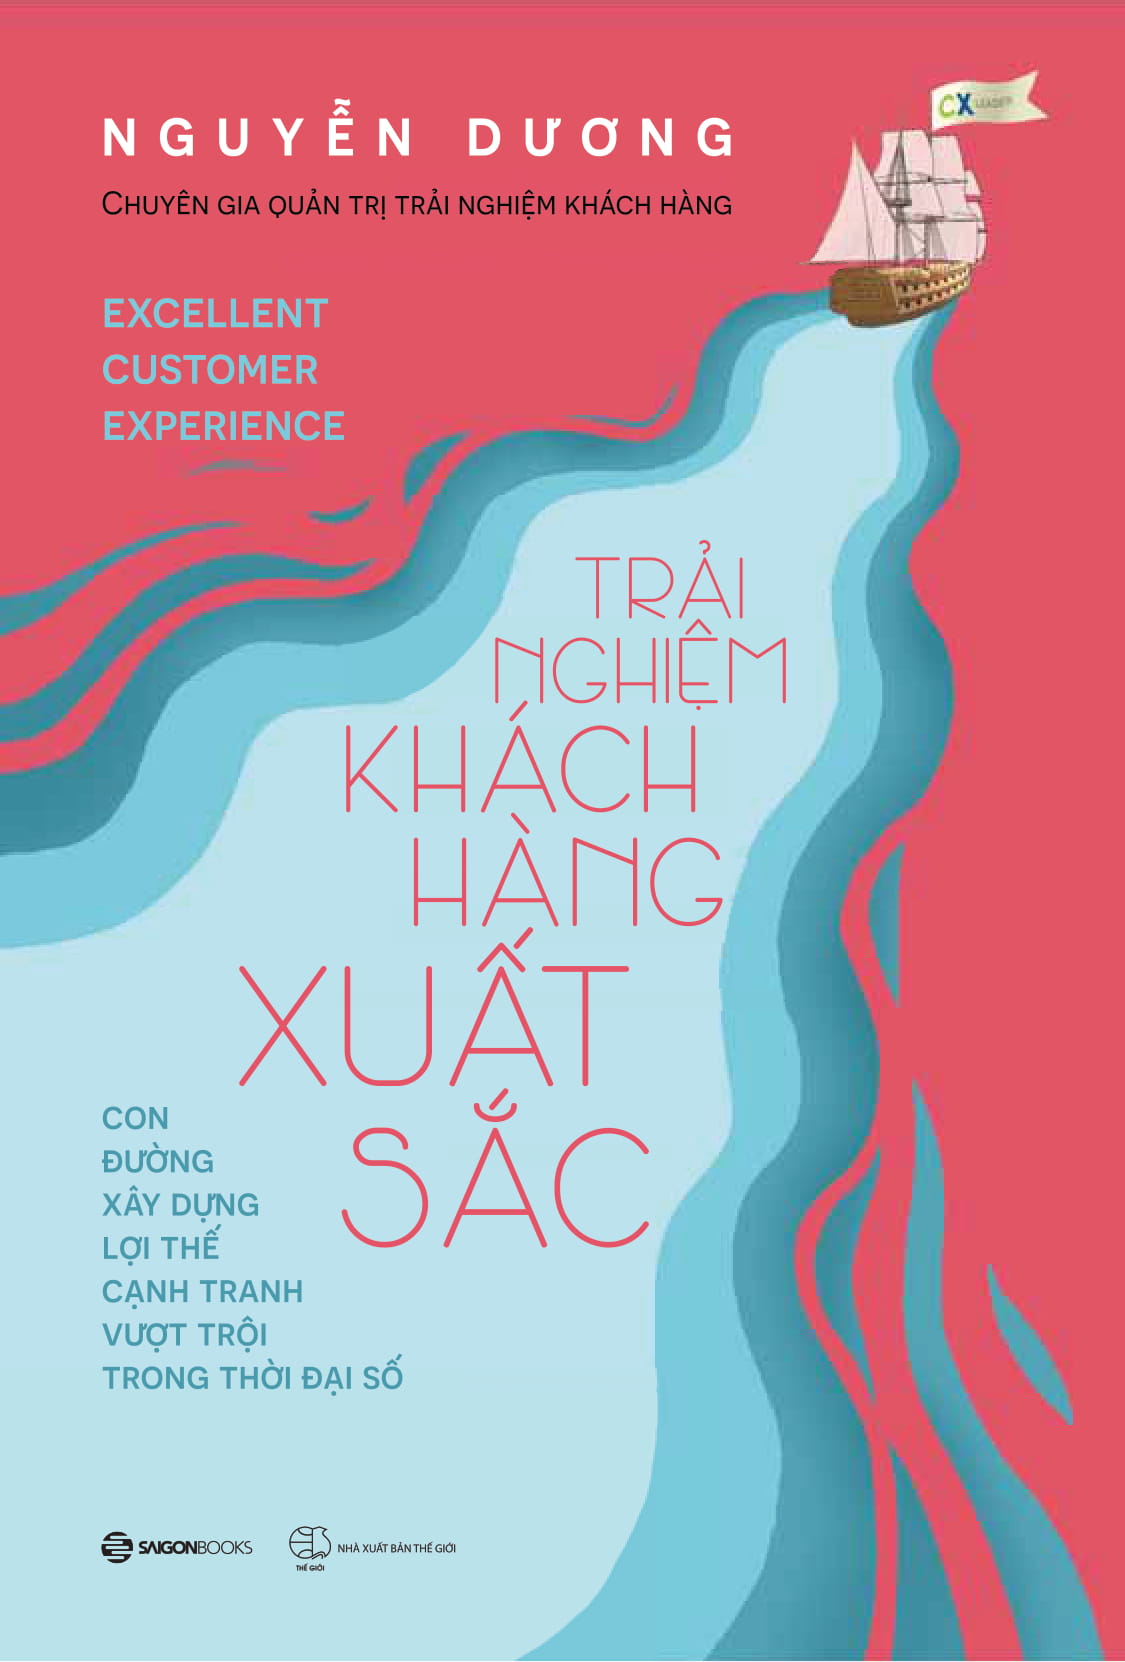 CX LEADER
NGUYỄN DƯƠNG
CHUYÊN GIA QUẢN TRỊ TRẢI NGHIỆM KHÁCH HÀNG
EXCELLENT
CUSTOMER
EXPERIENCE
TRẢI
NGHIỆM
KHÁCH
HÀNG
XUẤT
SẮC
CON
ĐƯỜNG
XÂY DỰNG
LỢI THẾ
CẠNH TRANH
VƯỢT TRỘI
TRONG THỜI ĐẠI SỐ
SAIGONBOOKS
THẾ GIỚI
NHÀ XUẤT BẢN THẾ GIỚI